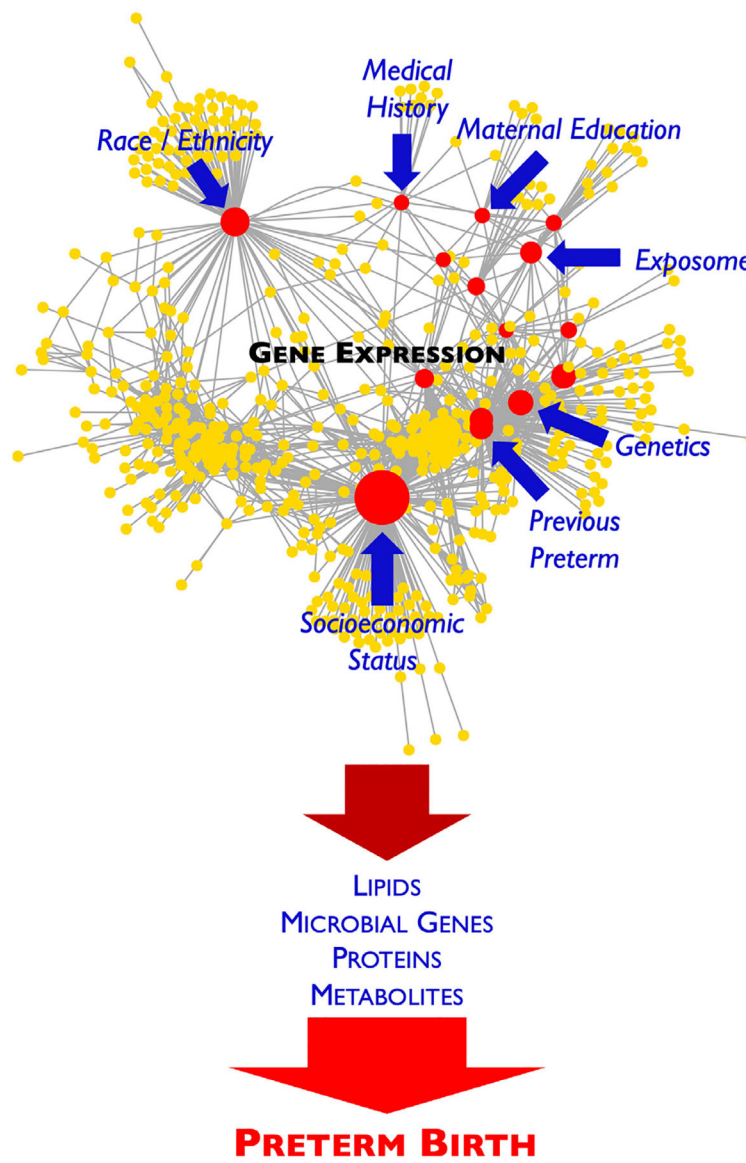 Medical
History
Maternal Education
Race / Ethnicity
Exposome
GENE EXPRESSION
Genetics
Previous
Preterm
Socioeconomic
Status
LIPIDS
MICROBIAL GENES
PROTEINS
METABOLITES
PRETERM BIRTH